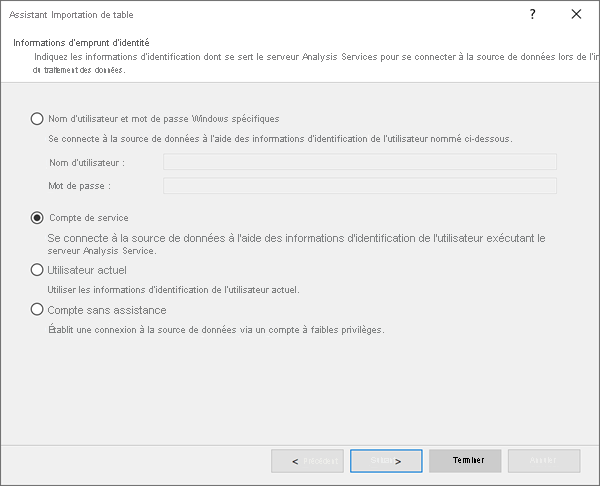 Assistant Importation de table
?
Informations d'emprunt d'identité
Indiquez les informations d'identification dont se sert le serveur Analysis Services pour se connecter à la source de données lors de l'i
du traitement des données.
Nom d'utilisateur et mot de passe Windows spécifiques
Se connecte à la source de données à l'aide des informations d'identification de l'utilisateur nommé ci-dessous.
Nom d'utilisateur :
Mot de passe :
Compte de service
Se connecte à la source de données à l'aide des informations d'identification de l'utilisateur exécutant le
serveur Analysis Service.
Utilisateur actuel
Utiliser les informations d'identification de l'utilisateur actuel.
Compte sans assistance
Établit une connexion à la source de données via un compte à faibles privilèges.
< Précédent > Terminer